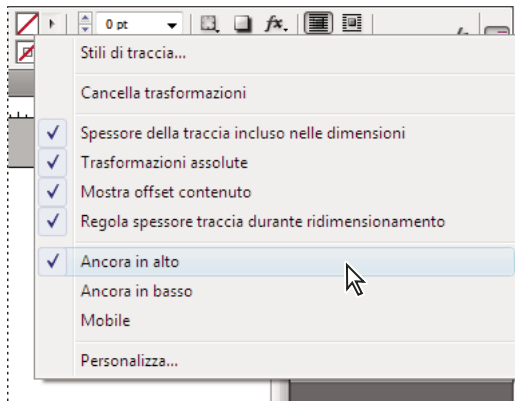 0 pt
fx.
Stili di traccia...
Cancella trasformazioni
Spessore della traccia incluso nelle dimensioni
Trasformazioni assolute
Mostra offset contenuto
Regola spessore traccia durante ridimensionamento
Ancora in alto
Ancora in basso
Mobile
Personalizza...